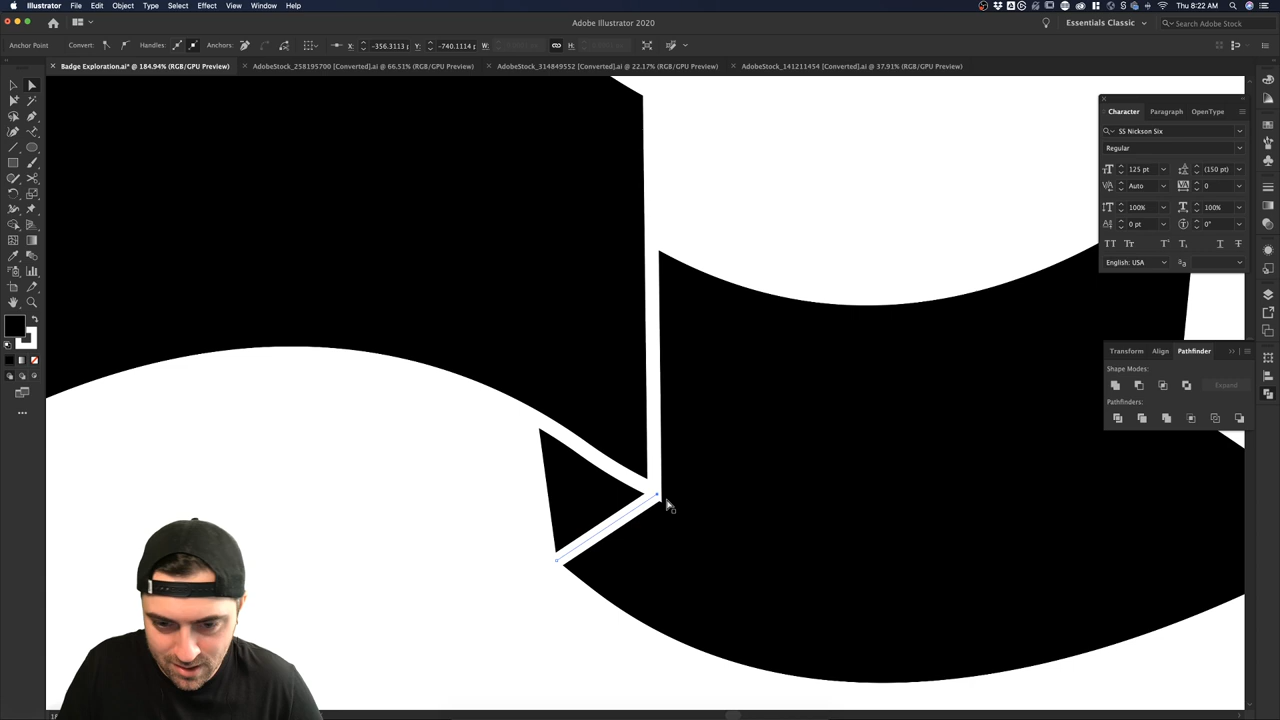 Illustrator File Edit Object Type Select Effect View Window Help
Thu 8:22 AM
Adobe Illustrator 2020
Essentials Classic
Search Adobe Stock
Anchor Point Convert: Handles: Anchors: X: -356.3113 p Y: -740.1114 p W: H:
Badge Exploration.ai* @ 184.94% (RGB/GPU Preview)
AdobeStock_258195700 [Converted].ai @ 66.51% (RGB/GPU Preview)
AdobeStock_314849552 [Converted].ai @ 22.17% (RGB/GPU Preview)
AdobeStock_141211454 [Converted].ai @ 37.91% (RGB/GPU Preview)
Character Paragraph OpenType
SS Nickson Six
Regular
125 pt (150 pt)
Auto 0
100% 100%
0 pt 0°
English: USA
Transform Align Pathfinder
Shape Modes:
Expand
Pathfinders: